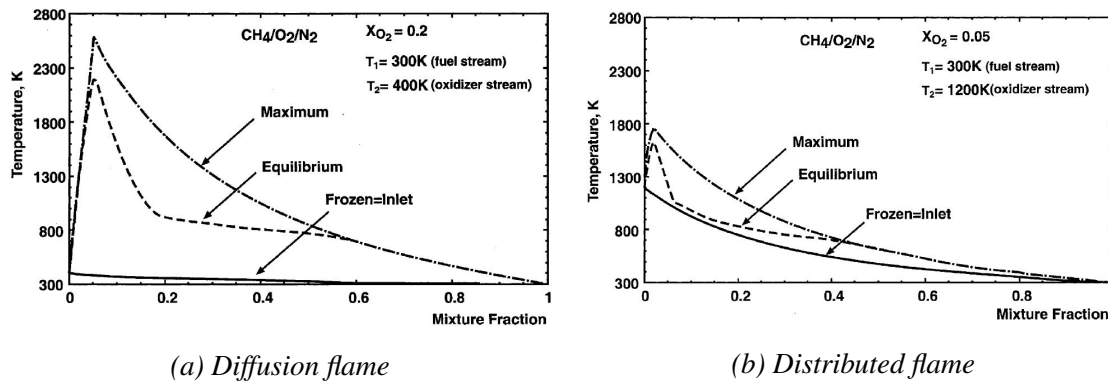 2800
2300
1800
1300
800
300
Temperature, K
CH4/O2/N2
XO2 = 0.2
T1 = 300K (fuel stream)
T2 = 400K (oxidizer stream)
Maximum
Equilibrium
Frozen=Inlet
0 0.2 0.4 0.6 0.8 1
Mixture Fraction
(a) Diffusion flame
2800
2300
1800
1300
800
300
Temperature, K
CH4/O2/N2
XO2 = 0.05
T1 = 300K (fuel stream)
T2 = 1200K (oxidizer stream)
Maximum
Equilibrium
Frozen=Inlet
0 0.2 0.4 0.6 0.8 1
Mixture Fraction
(b) Distributed flame